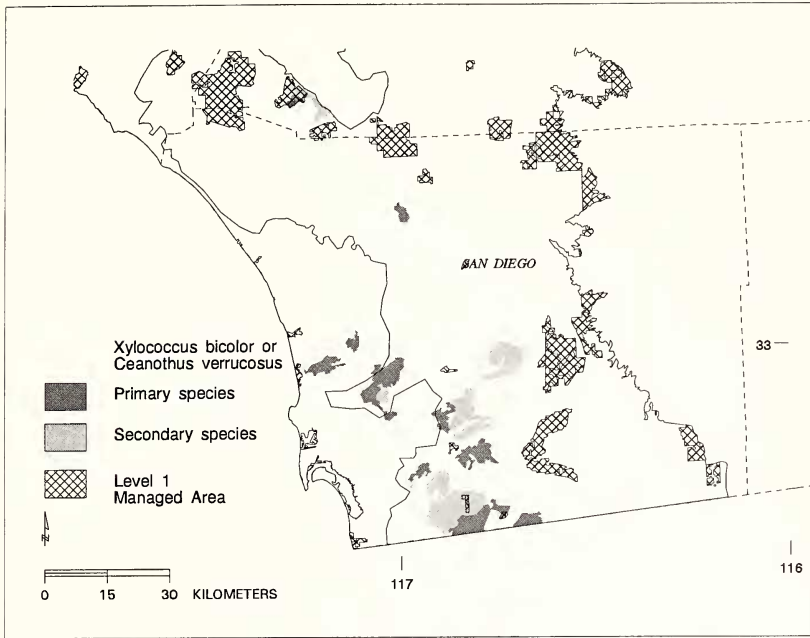 SAN DIEGO
33
Xylococcus bicolor or
Ceanothus verrucosus
Primary species
Secondary species
Level 1
Managed Area
N
0 15 30 KILOMETERS
117
116